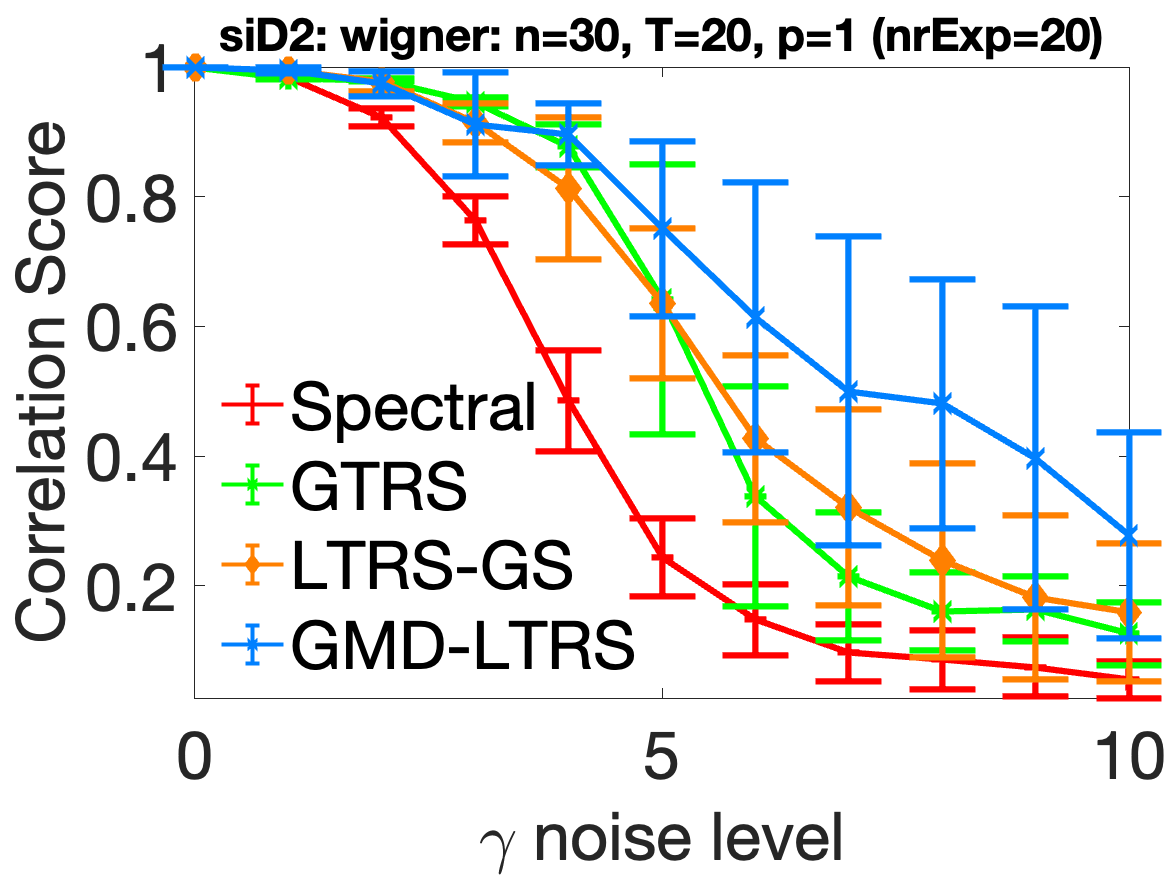 siD2: wigner: n=30, T=20, p=1 (nrExp=20)
1
0.8
0.6
0.4
0.2
Correlation Score
Spectral
GTRS
LTRS-GS
GMD-LTRS
0 5 10
γ noise level